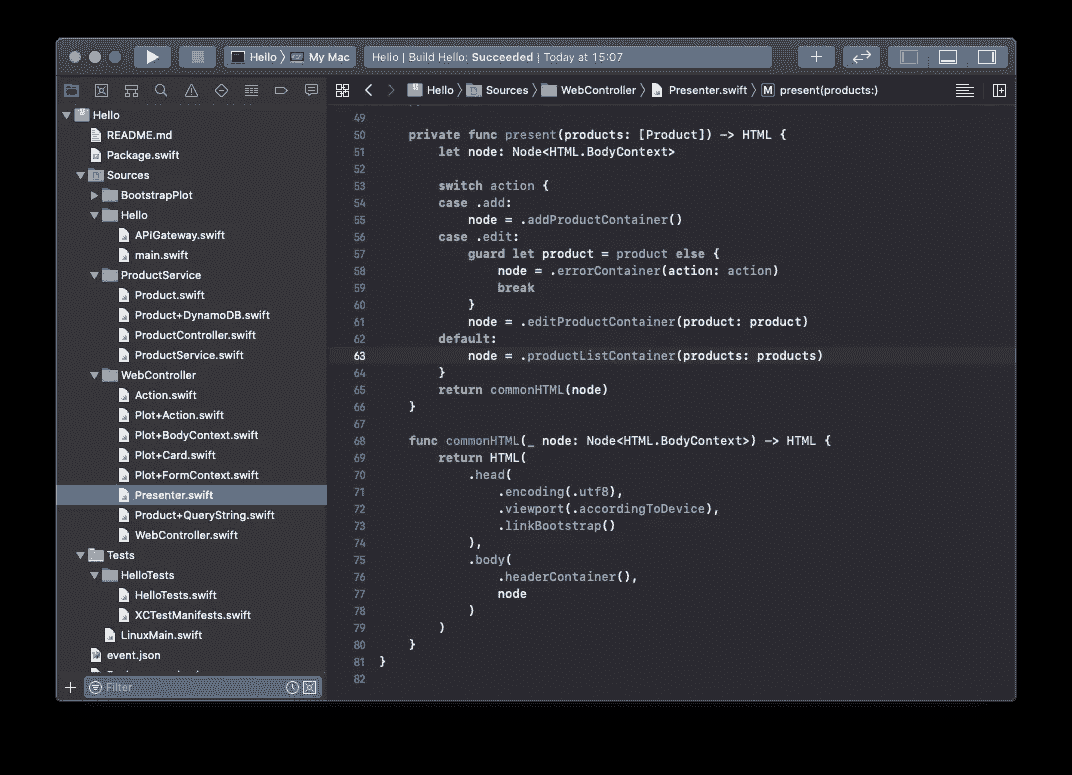 Hello
My Mac
Hello | Build Hello: Succeeded | Today at 15:07
Hello
Sources
WebController
Presenter.swift
M
present(products:)
Hello
README.md
Package.swift
Sources
BootstrapPlot
Hello
APiGateway.swift
main.swift
ProductService
Product.swift
Product+DynamoDB.swift
ProductController.swift
ProductService.swift
WebController
Action.swift
Plot+Action.swift
Plot+BodyContext.swift
Plot+Card.swift
Plot+FormContext.swift
Presenter.swift
Product+QueryString.swift
WebController.swift
Tests
HelloTests
HelloTests.swift
XCTestManifests.swift
LinuxMain.swift
event.json
Filter
49
50 private func present(products: [Product]) -> HTML {
51 let node: Node<HTML.BodyContext>
52
53 switch action {
54 case .add:
55 node = .addProductContainer()
56 case .edit:
57 guard let product = product else {
58 node = .errorContainer(action: action)
59 break
60 }
61 node = .editProductContainer(product: product)
62 default:
63 node = .productListContainer(products: products)
64 }
65 return commonHTML(node)
66 }
67
68 func commonHTML(_ node: Node<HTML.BodyContext>) -> HTML {
69 return HTML(
70 .head(
71 .encoding(.utf8),
72 .viewport(.accordingToDevice),
73 .linkBootstrap()
74 ),
75 .body(
76 .headerContainer(),
77 node
78 )
79 )
80 }
81 }
82